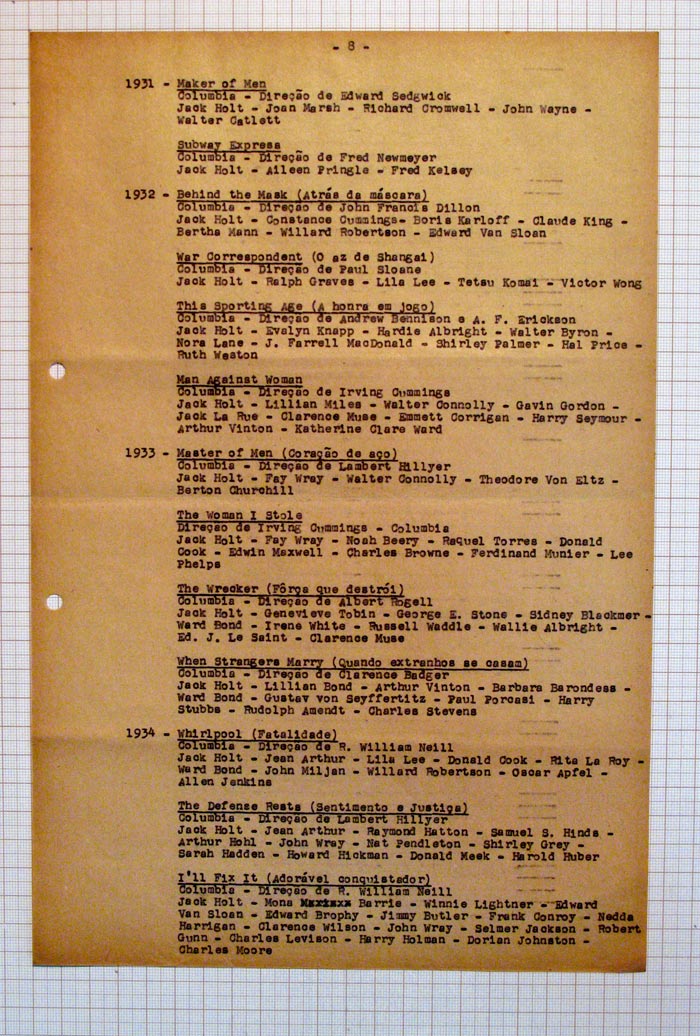 - 8 -
1931 - Maker of Men
Columbia - Direção de Edward Sedgwick
Jack Holt - Joan Marsh - Richard Cromwell - John Wayne -
Walter Catlett
Subway Express
Columbia - Direção de Fred Newmeyer
Jack Holt - Aileen Pringle - Fred Kelsey
1932 - Behind the Mask (Atrás da máscara)
Columbia - Direção de John Francis Dillon
Jack Holt - Constance Cummings- Boris Karloff - Claude King -
Bertha Mann - Willard Robertson - Edward Van Sloan
War Correspondent (O az de Shangai)
Columbia - Direção de Paul Sloane
Jack Holt - Ralph Graves - Lila Lee - Tetsu Komai - Victor Wong
This Sporting Age (A honra em jogo)
Columbia - Direção de Andrew Bennison e A. F. Erickson
Jack Holt - Evalyn Knapp - Hardie Albright - Walter Byron -
Nora Lane - J. Farrell MacDonald - Shirley Palmer - Hal Price -
Ruth Weston
Man Against Woman
Columbia - Direção de Irving Cummings
Jack Holt - Lillian Miles - Walter Connolly - Gavin Gordon -
Jack La Rue - Clarence Muse - Emmett Corrigan - Harry Seymour -
Arthur Vinton - Katherine Clare Ward
1933 - Master of Men (Coração de aço)
Columbia - Direção de Lambert Hillyer
Jack Holt - Fay Wray - Walter Connolly - Theodore Von Eltz -
Berton Churchill
The Woman I Stole
Direção de Irving Cummings - Columbia
Jack Holt - Fay Wray - Noah Beery - Raquel Torres - Donald
Cook - Edwin Maxwell - Charles Browne - Ferdinand Munier - Lee
Phelps
The Wrecker (Fôrça que destrói)
Columbia - Direção de Albert Rogell
Jack Holt - Genevieve Tobin - George E. Stone - Sidney Blackmer -
Ward Bond - Irene White - Russell Waddle - Wallie Albright -
Ed. J. Le Saint - Clarence Muse
When Strangers Marry (Quando extranhos se casam)
Columbia - Direção de Clarence Badger
Jack Holt - Lillian Bond - Arthur Vinton - Barbara Barondess -
Ward Bond - Gustav von Seyffertitz - Paul Porcasi - Harry
Stubbs - Rudolph Amendt - Charles Stevens
1934 - Whirlpool (Fatalidade)
Columbia - Direção de R. William Neill
Jack Holt - Jean Arthur - Lila Lee - Donald Cook - Rita La Roy -
Ward Bond - John Miljan - Willard Robertson - Oscar Apfel -
Allen Jenkins
The Defenze Rests (Sentimento e Justiça)
Columbia - Direção de Lambert Hillyer
Jack Holt - Jean Arthur - Raymond Hatton - Samuel S. Hinds -
Arthur Hohl - John Wray - Nat Pendleton - Shirley Grey -
Sarah Hadden - Howard Hickman - Donald Meek - Harold Huber
I'll Fix It (Adorável conquistador)
Columbia - Direção de R. William Neill
Jack Holt - Mona Barrie - Winnie Lightner - Edward
Van Sloan - Edward Brophy - Jimmy Butler - Frank Conroy - Nedda
Harrigan - Clarence Wilson - John Wray - Selmer Jackson - Robert
Gunn - Charles Levison - Harry Holman - Dorian Johnston -
Charles Moore